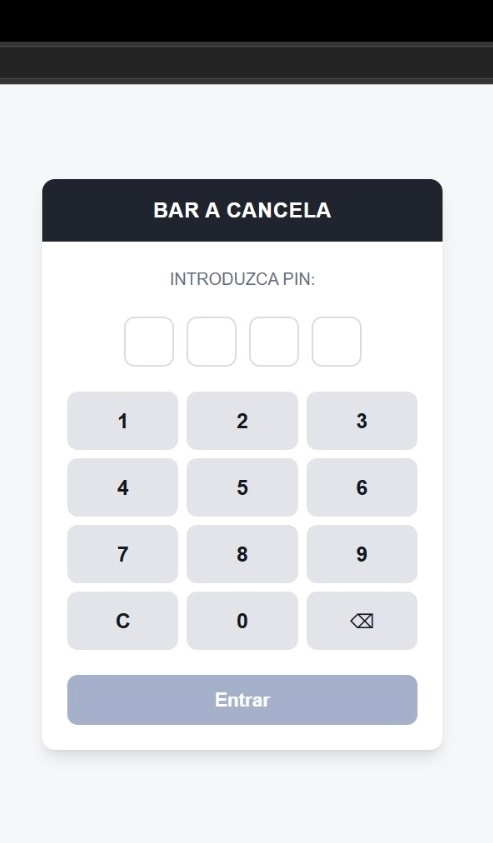 BAR A CANCELA
INTRODUZCA PIN:
1 2 3
4 5 6
7 8 9
C 0 ⌫
Entrar